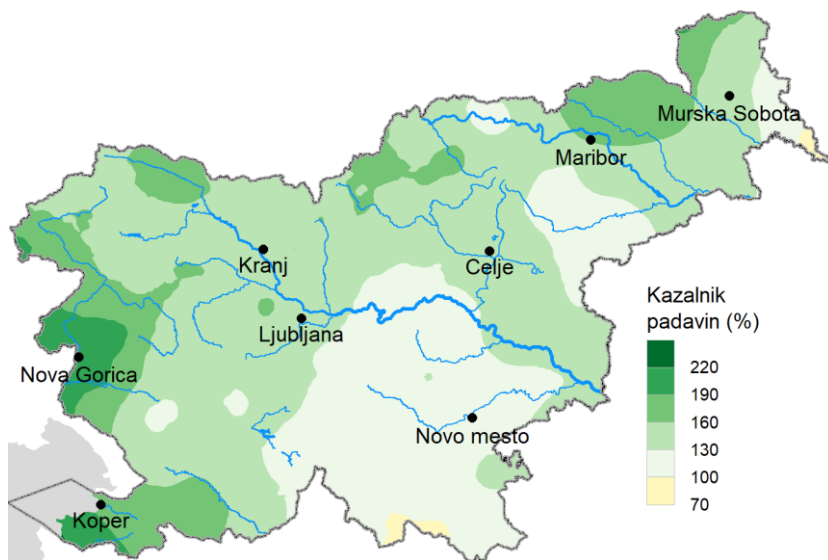 Murska Sobota
Maribor
Kranj
Celje
Ljubljana
Nova Gorica
Novo mesto
Koper
Kazalnik
padavin (%)
220
190
160
130
100
70